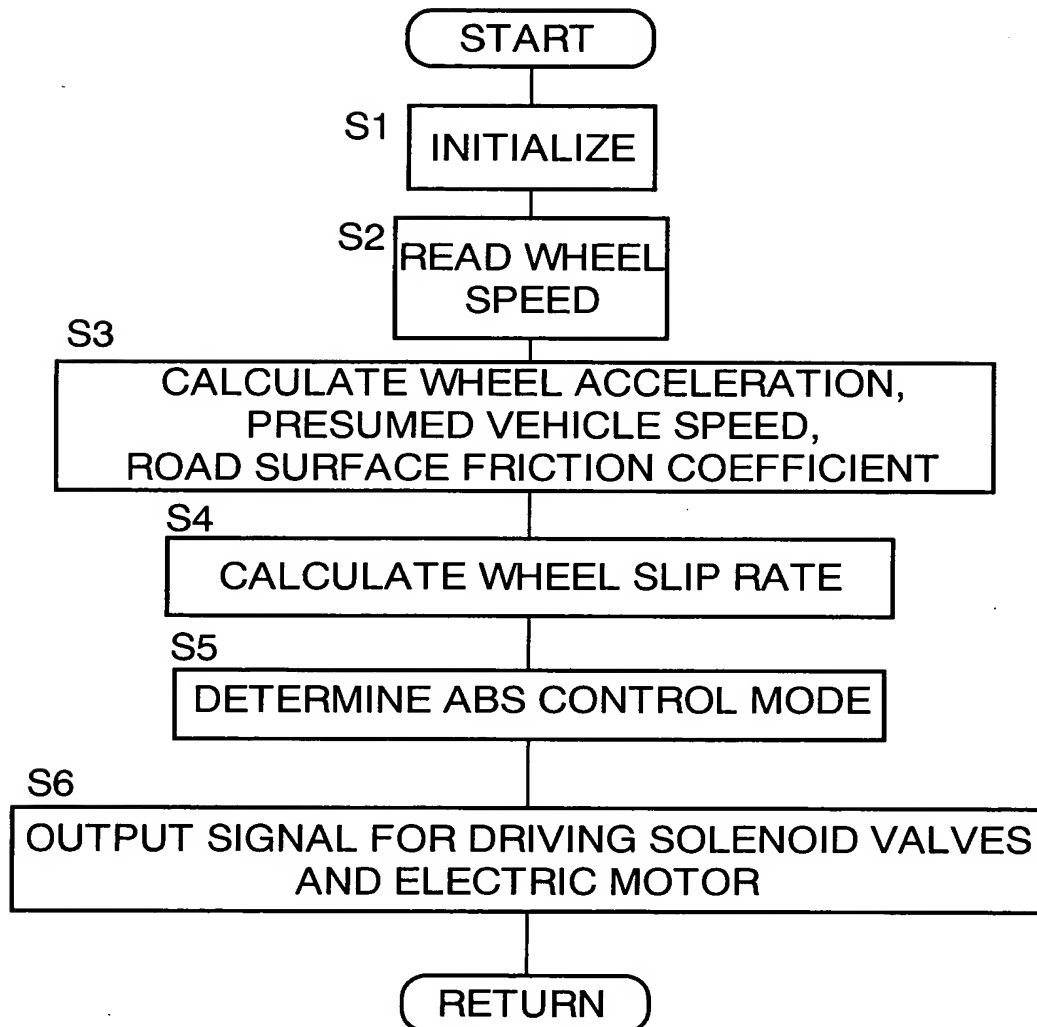 START
S1
INITIALIZE
S2
READ WHEEL
SPEED
S3
CALCULATE WHEEL ACCELERATION,
PRESUMED VEHICLE SPEED,
ROAD SURFACE FRICTION COEFFICIENT
S4
CALCULATE WHEEL SLIP RATE
S5
DETERMINE ABS CONTROL MODE
S6
OUTPUT SIGNAL FOR DRIVING SOLENOID VALVES
AND ELECTRIC MOTOR
RETURN